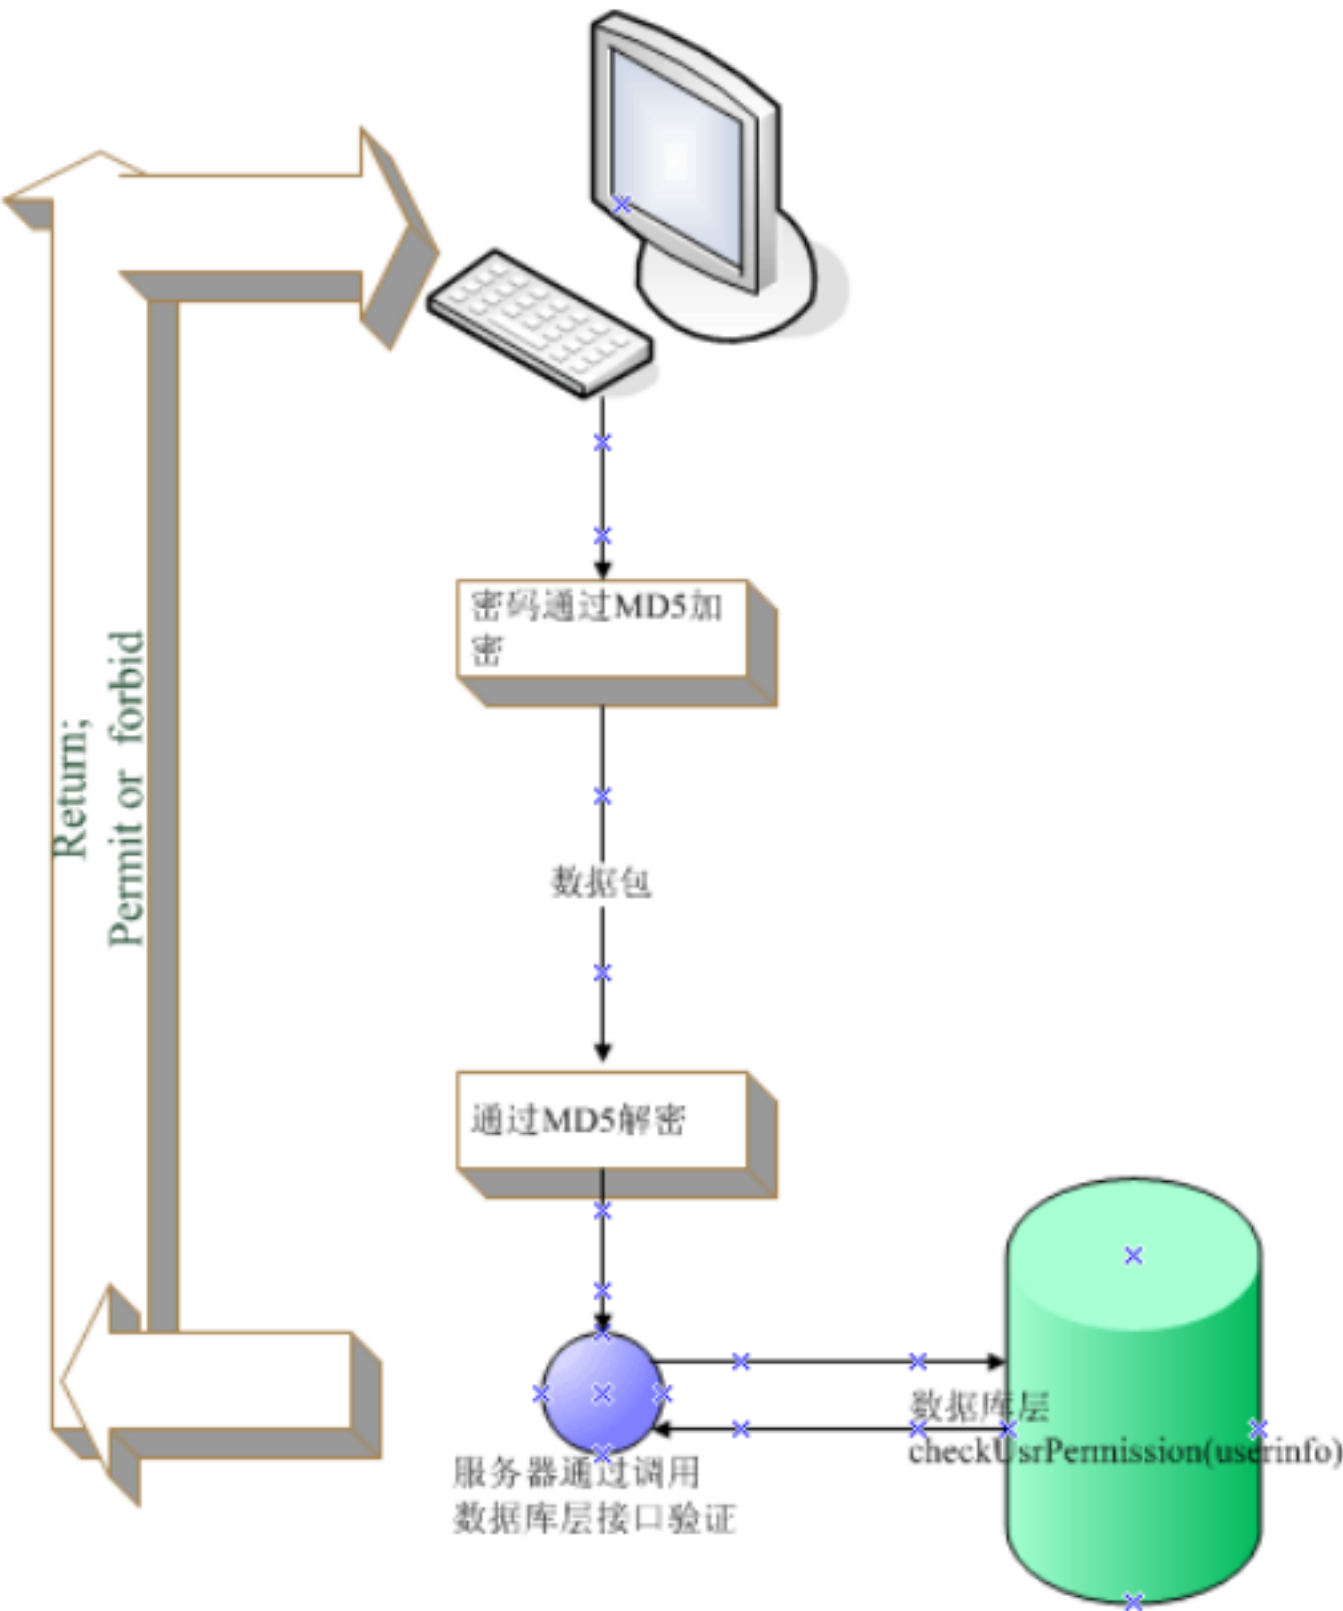 密码通过MD5加
密
Return;
Permit or forbid
数据包
通过MD5解密
数据库层
checkUsrPermission(userinfo)
服务器通过调用
数据库层接口验证